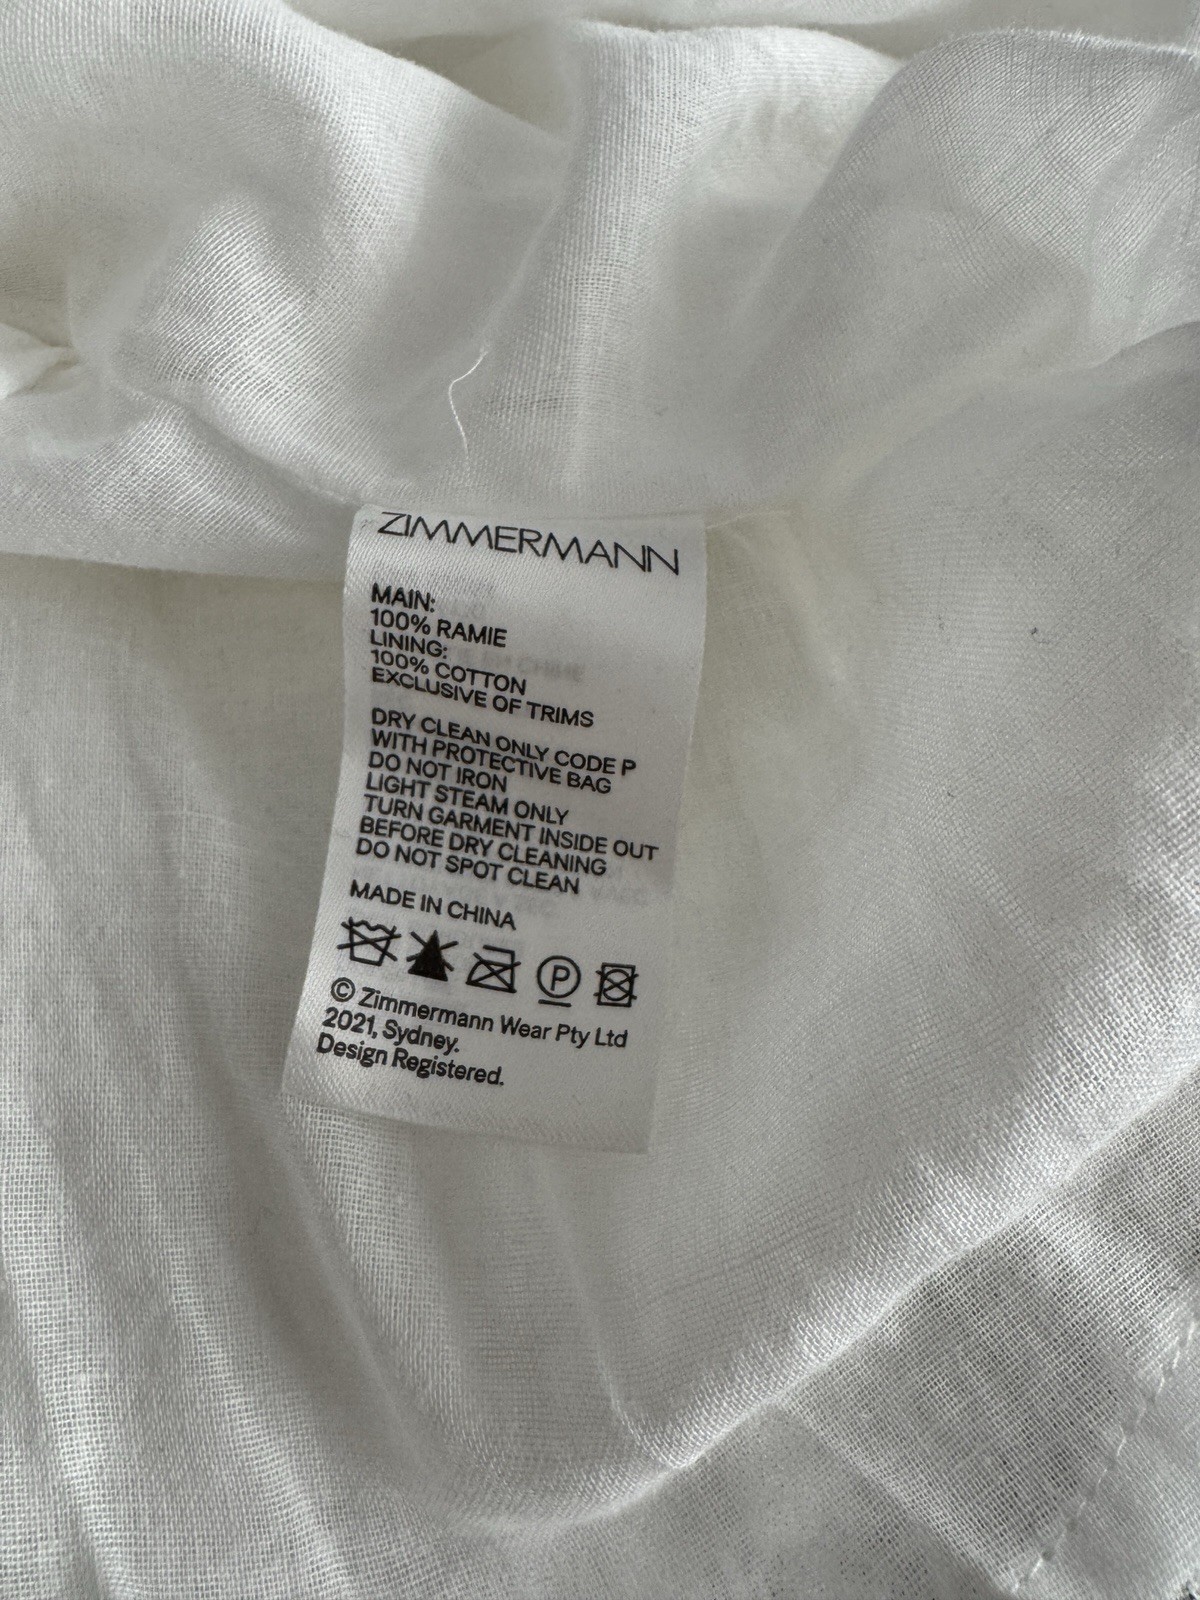 ZIMMERMANN
MAIN:
100% RAMIE
LINING:
100% COTTON
EXCLUSIVE OF TRIMS
DRY CLEAN ONLY CODE P
WITH PROTECTIVE BAG
DO NOT IRON
LIGHT STEAM ONLY
TURN GARMENT INSIDE OUT
BEFORE DRY CLEANING
DO NOT SPOT CLEAN
MADE IN CHINA
P
© Zimmermann Wear Pty Ltd
2021, Sydney.
Design Registered.